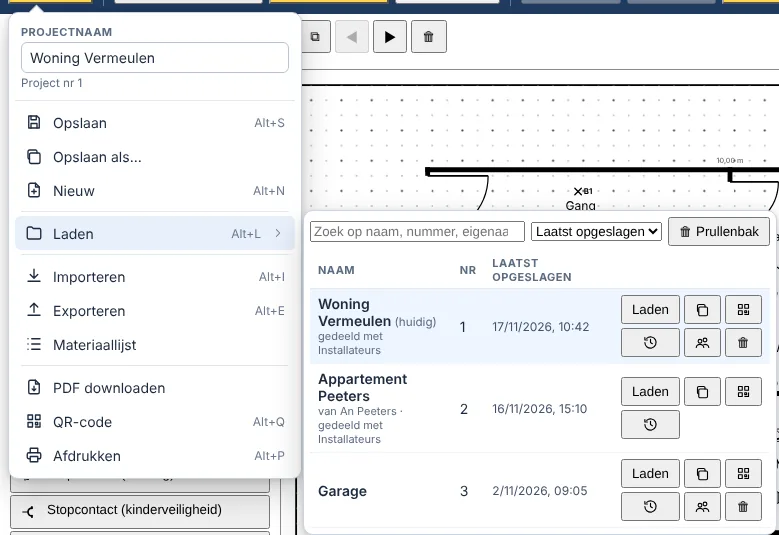 PROJECTNAAM
Woning Vermeulen
Project nr 1
Opslaan Alt+S
Opslaan als...
Nieuw Alt+N
Laden Alt+L
Importeren Alt+I
Exporteren Alt+E
Materiaallijst
PDF downloaden
QR-code Alt+Q
Afdrukken Alt+P
Stopcontact (kinderveiligheid)
10,00 m
B1
Gang
Zoek op naam, nummer, eigenaa
Laatst opgeslagen
Prullenbak
NAAM NR LAATST
OPGESLAGEN
Woning
Vermeulen (huidig)
gedeeld met
Installateurs
1 17/11/2026, 10:42 Laden
Appartement
Peeters
van An Peeters ·
gedeeld met
Installateurs
2 16/11/2026, 15:10 Laden
Garage 3 2/11/2026, 09:05 Laden